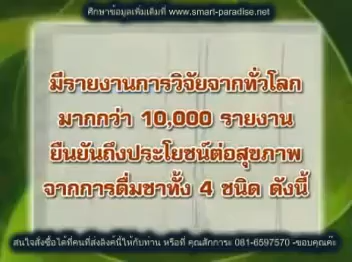 ศึกษาข้อมูลเพิ่มเติมที่ www.smart-paradise.net
มีรายงานการวิจัยจากทั่วโลก
มากกว่า 10,000 รายงาน
ยืนยันถึงประโยชน์ต่อสุขภาพ
จากการดื่มชาทั้ง 4 ชนิด ดังนี้
สนใจสั่งซื้อได้ที่คนที่ส่งลิงค์นี้ให้กับท่าน หรือที่ คุณสักการะ 081-6597570 -ขอบคุณค๊ะ